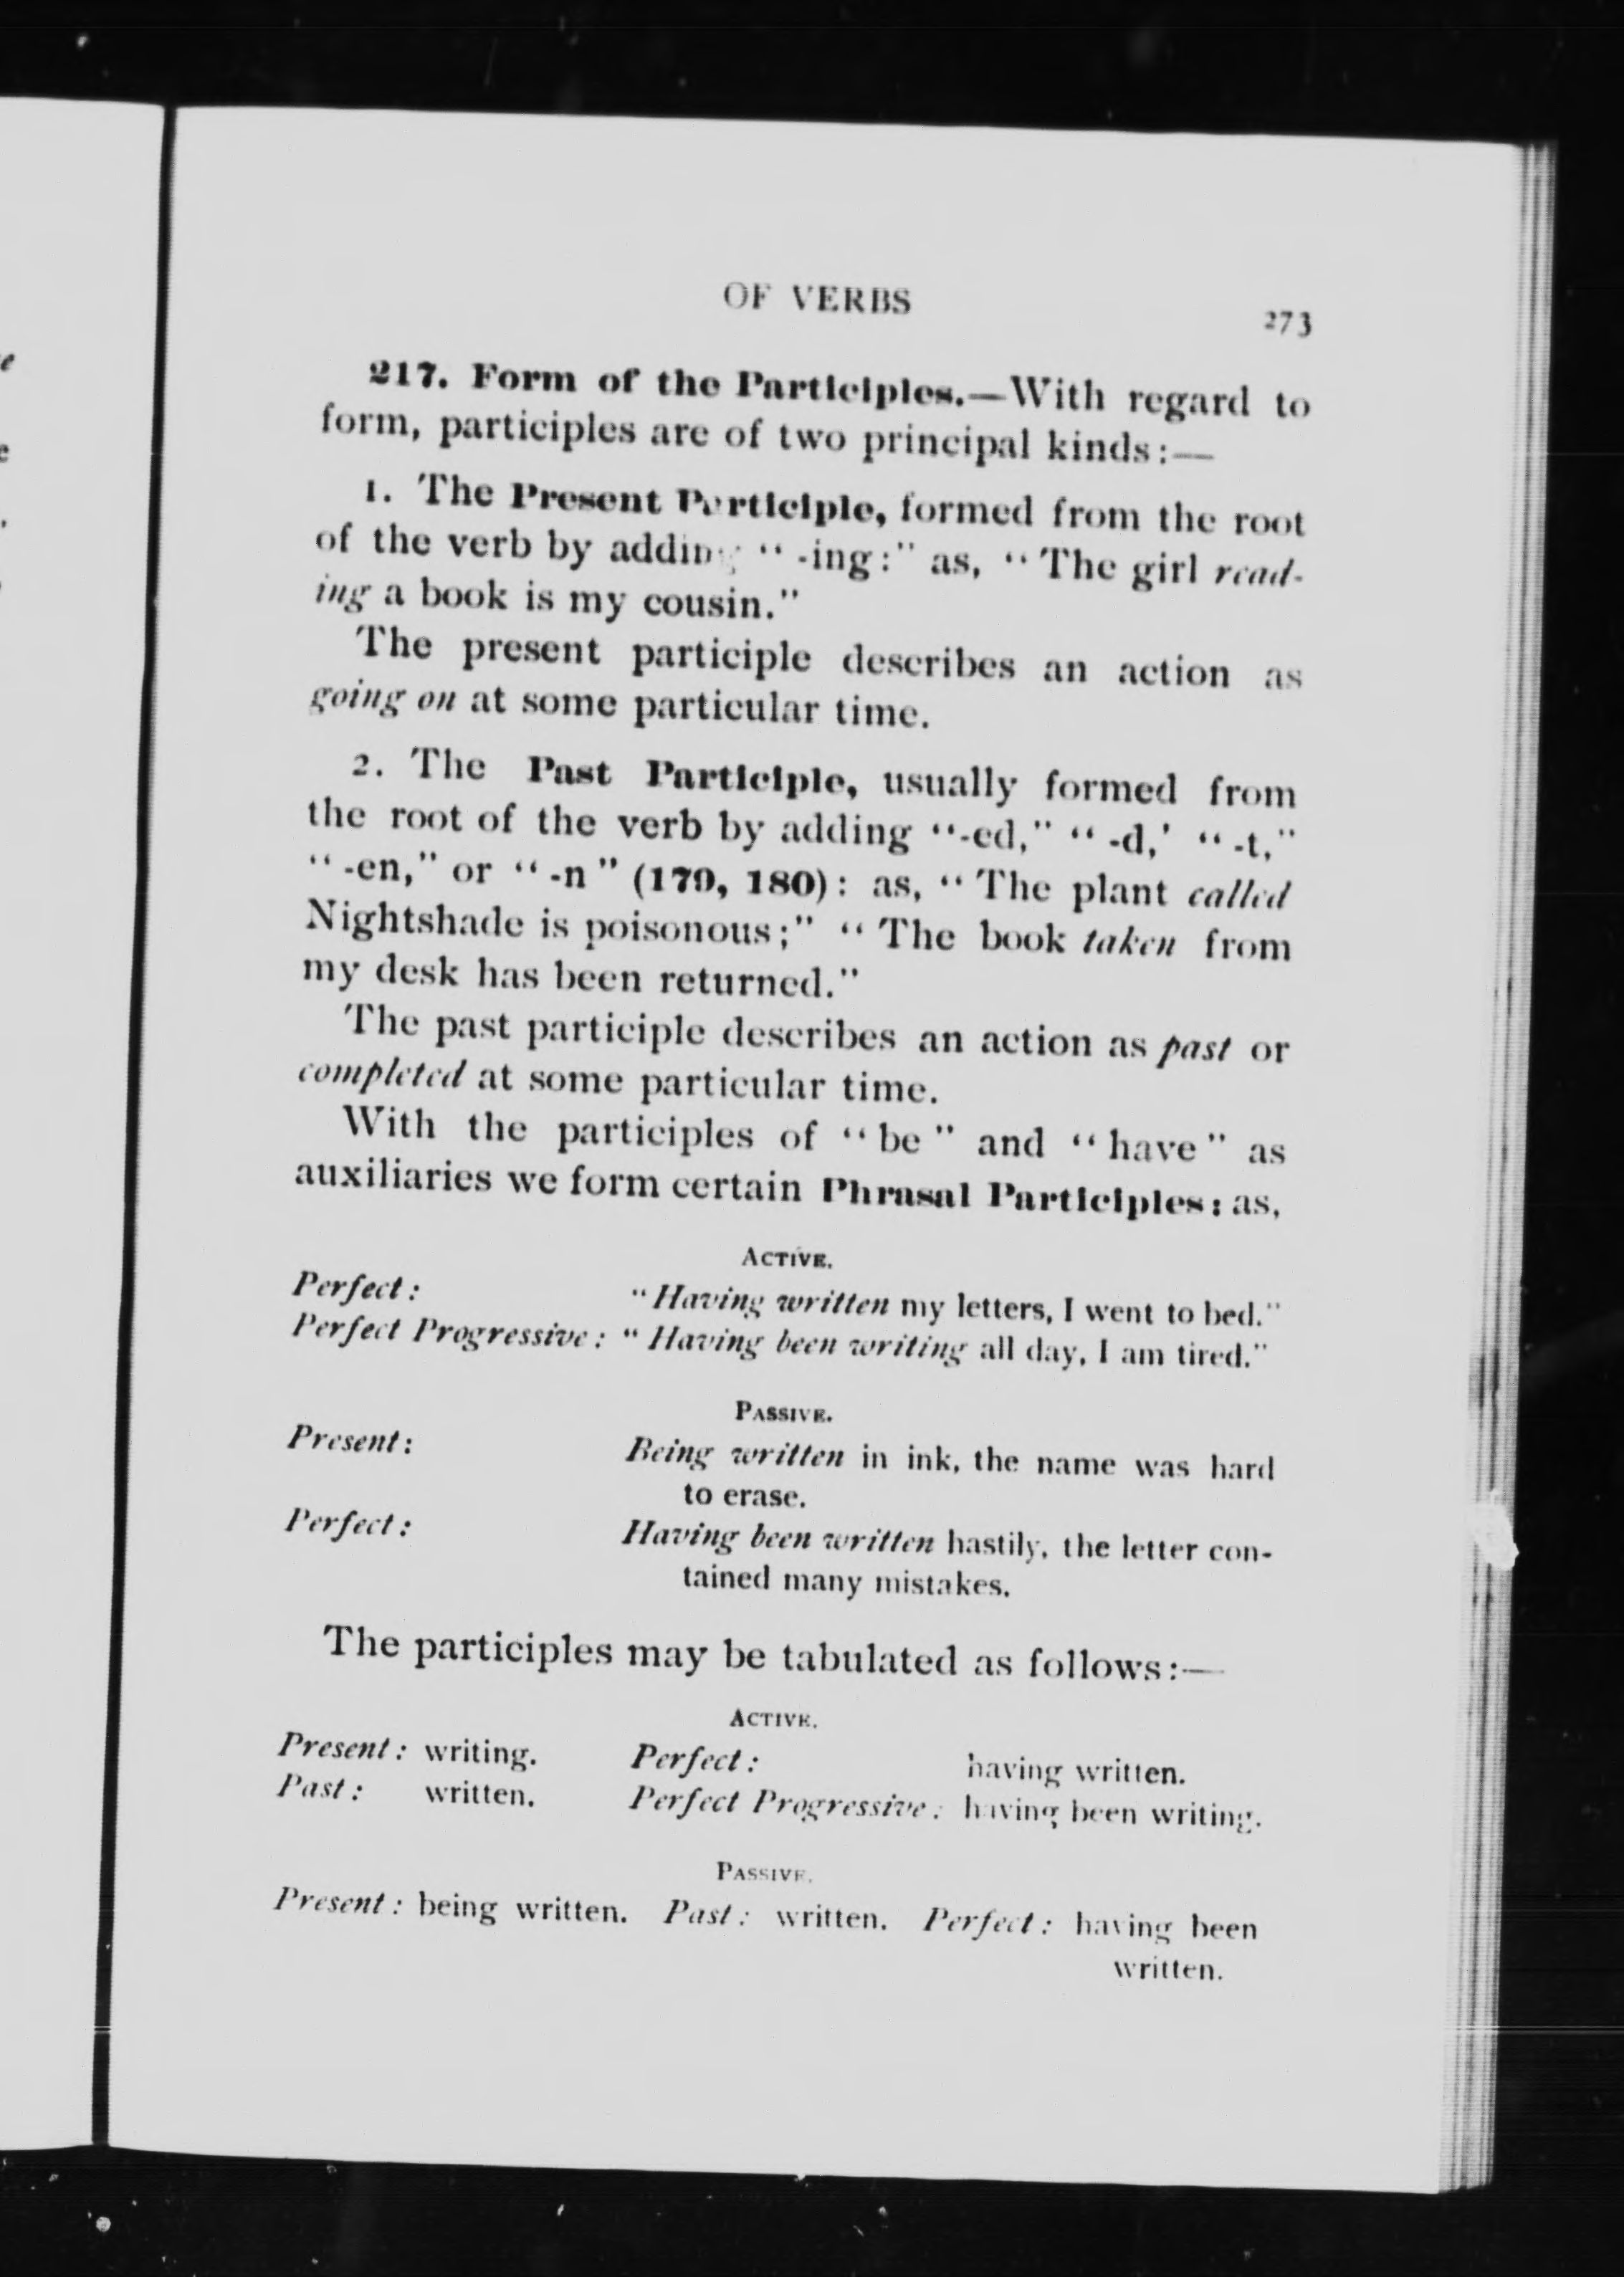 OF VERBS 273
217. Form of the Participles.—With regard to
form, participles are of two principal kinds:—
1. The Present Participle, formed from the root
of the verb by adding "-ing:" as, "The girl read-
ing a book is my cousin."
The present participle describes an action as
going on at some particular time.
2. The Past Participle, usually formed from
the root of the verb by adding "-ed," "-d,' "-t,"
"-en," or "-n" (179, 180): as, "The plant called
Nightshade is poisonous;" "The book taken from
my desk has been returned."
The past participle describes an action as past or
completed at some particular time.
With the participles of "be" and "have" as
auxiliaries we form certain Phrasal Participles: as,
ACTIVE.
Perfect: "Having written my letters, I went to bed."
Perfect Progressive: "Having been writing all day, I am tired."
PASSIVE.
Present: Being written in ink, the name was hard
to erase.
Perfect: Having been written hastily, the letter con-
tained many mistakes.
The participles may be tabulated as follows:—
ACTIVE.
Present: writing. Perfect: having written.
Past: written. Perfect Progressive: having been writing.
PASSIVE.
Present: being written. Past: written. Perfect: having been
written.